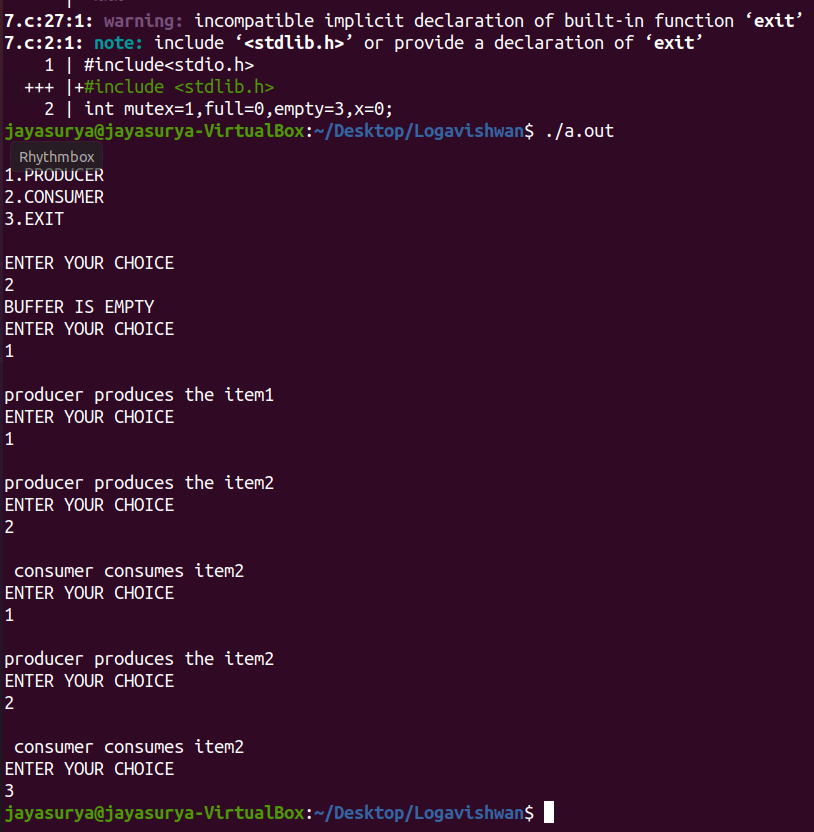 7.c:27:1: warning: incompatible implicit declaration of built-in function ‘exit’
7.c:2:1: note: include ‘<stdlib.h>’ or provide a declaration of ‘exit’
    1 | #include<stdio.h>
  +++ |+#include <stdlib.h>
    2 | int mutex=1,full=0,empty=3,x=0;
jayasurya@jayasurya-VirtualBox:~/Desktop/Logavishwan$ ./a.out
Rhythmbox
1.PRODUCER
2.CONSUMER
3.EXIT

ENTER YOUR CHOICE
2
BUFFER IS EMPTY
ENTER YOUR CHOICE
1

producer produces the item1
ENTER YOUR CHOICE
1

producer produces the item2
ENTER YOUR CHOICE
2

 consumer consumes item2
ENTER YOUR CHOICE
1

producer produces the item2
ENTER YOUR CHOICE
2

 consumer consumes item2
ENTER YOUR CHOICE
3
jayasurya@jayasurya-VirtualBox:~/Desktop/Logavishwan$